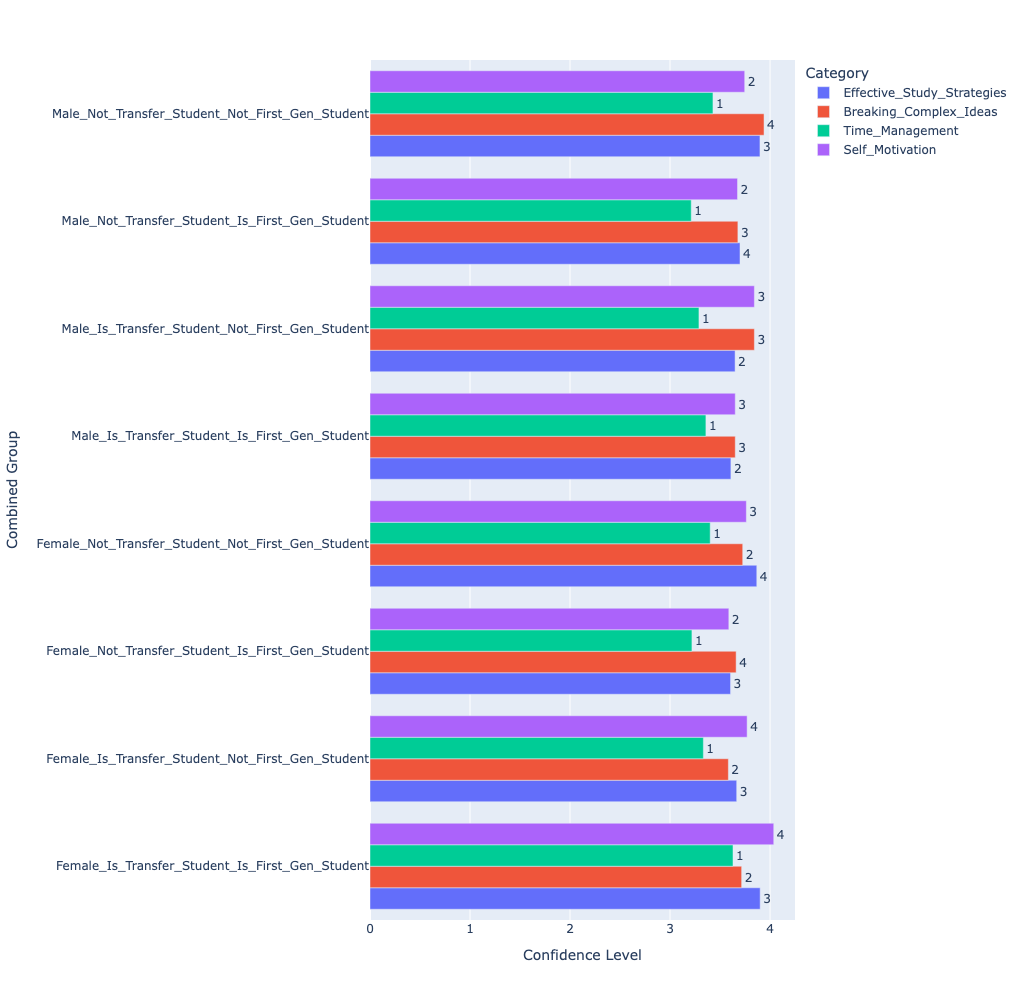 Category
Effective_Study_Strategies
Breaking_Complex_Ideas
Time_Management
Self_Motivation
Combined Group
Male_Not_Transfer_Student_Not_First_Gen_Student
2
1
4
3
Male_Not_Transfer_Student_Is_First_Gen_Student
2
1
3
4
Male_Is_Transfer_Student_Not_First_Gen_Student
3
1
3
2
Male_Is_Transfer_Student_Is_First_Gen_Student
3
1
3
2
Female_Not_Transfer_Student_Not_First_Gen_Student
3
1
2
4
Female_Not_Transfer_Student_Is_First_Gen_Student
2
1
4
3
Female_Is_Transfer_Student_Not_First_Gen_Student
4
1
2
3
Female_Is_Transfer_Student_Is_First_Gen_Student
4
1
2
3
0 1 2 3 4
Confidence Level